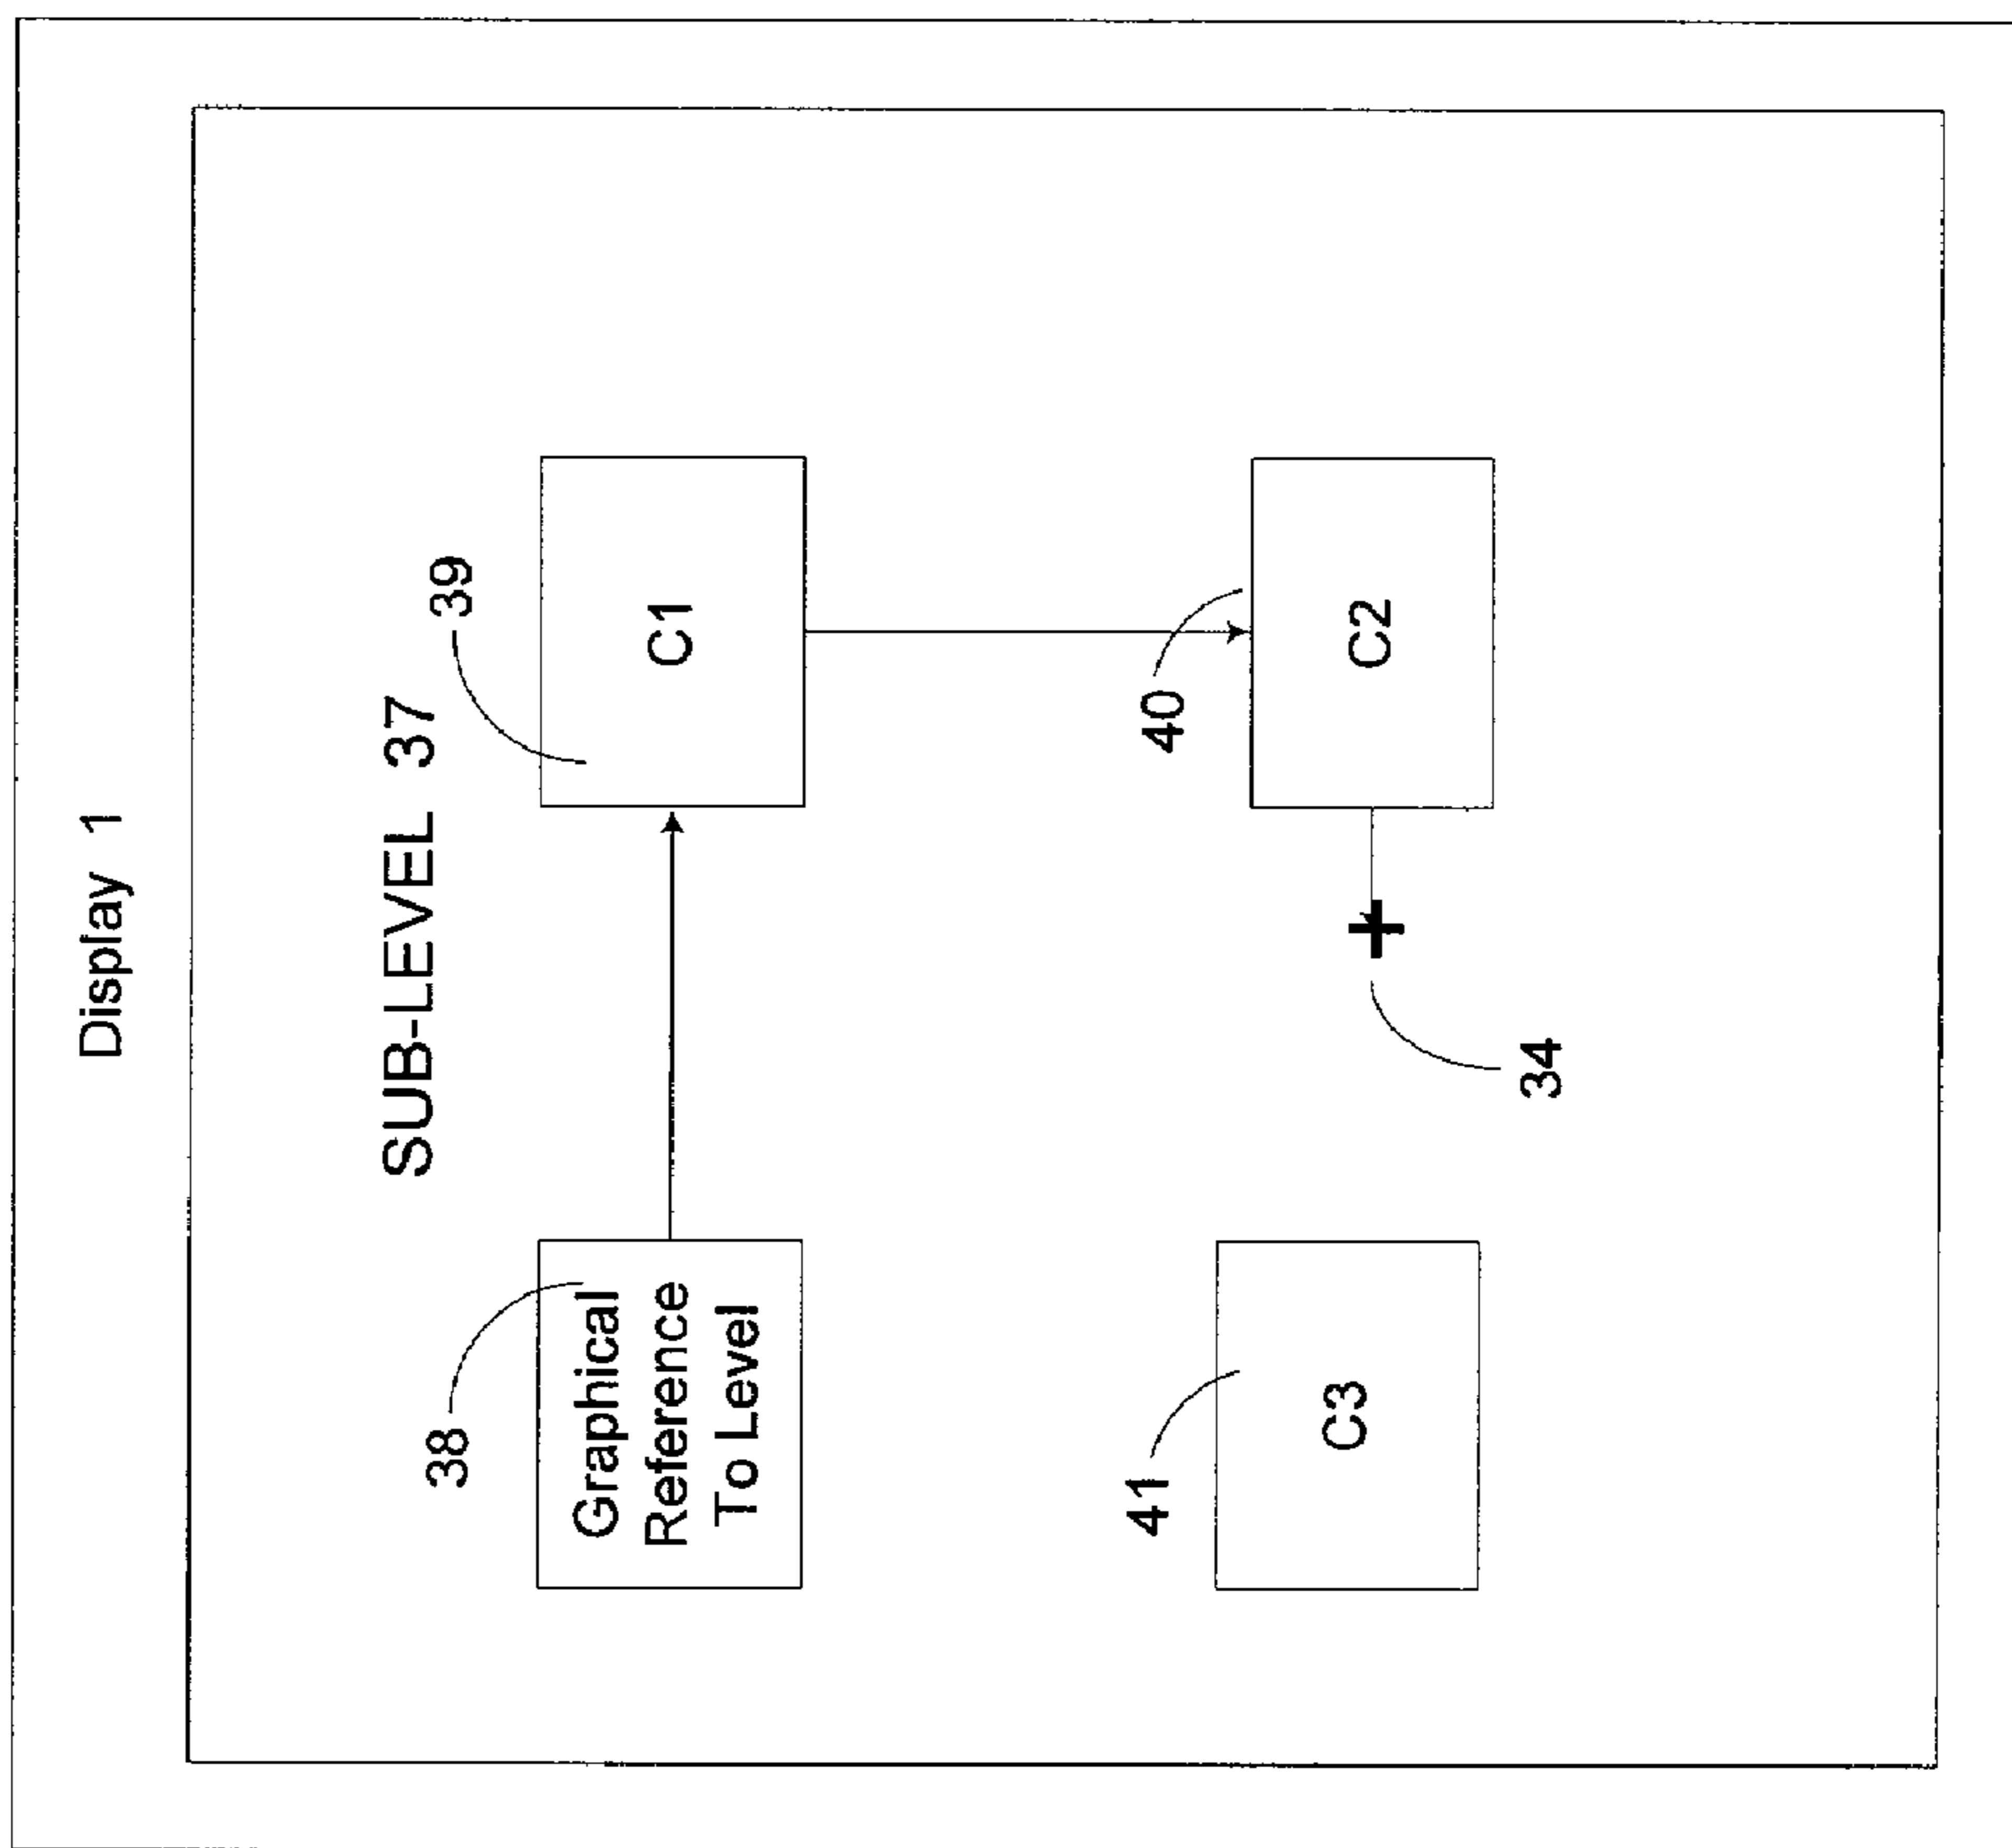 Display 1
SUB-LEVEL 37
38
39
Graphical
Reference
To Level
C1
41
40
C3
C2
34